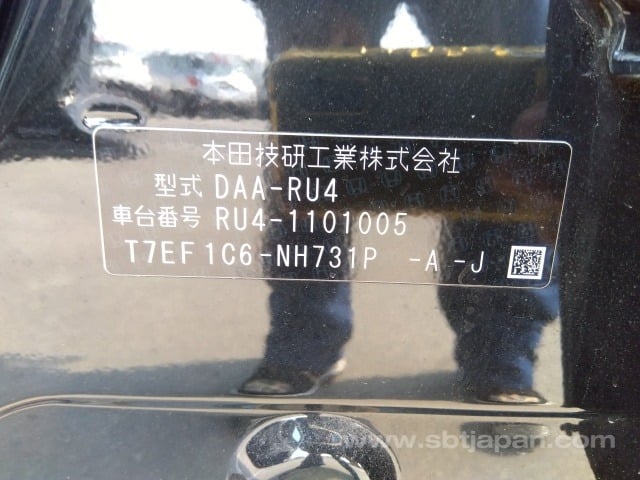 本田技研工業株式会社
型式 DAA-RU4
車台番号 RU4-1101005
T7EF1C6-NH731P -A -J
www.sbtjapan.com